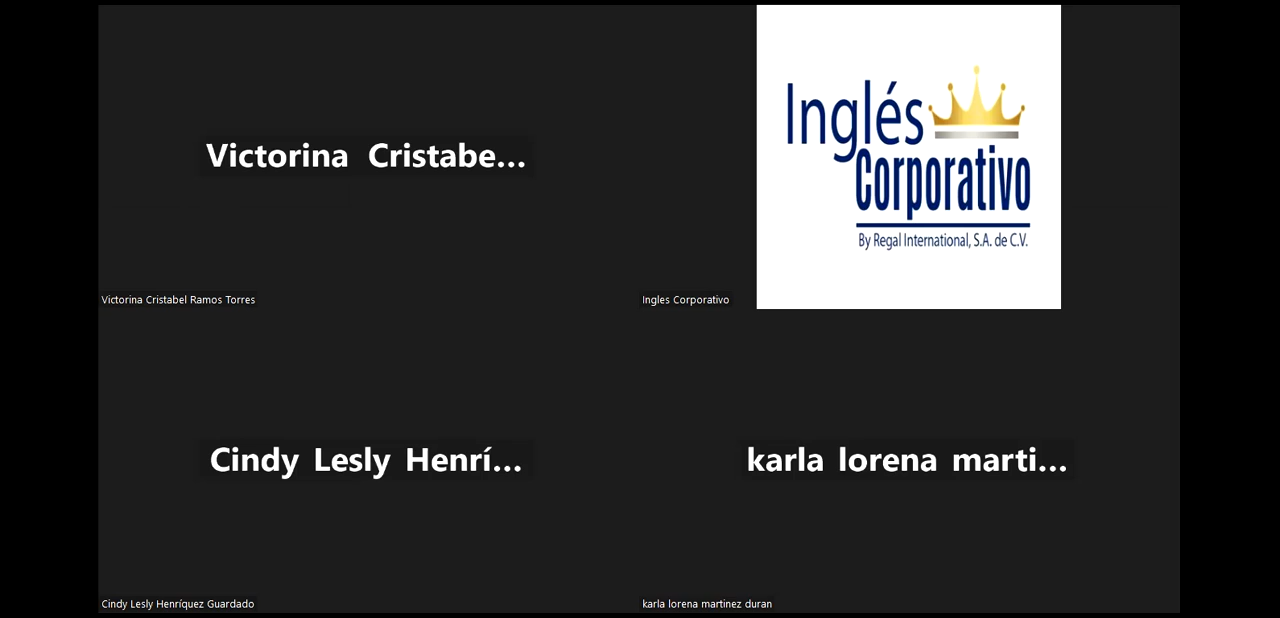 Victorina Cristabe...
Victorina Cristabel Ramos Torres
Inglés
Corporativo
By Regal International, S.A. de C.V.
Ingles Corporativo
Cindy Lesly Henrí...
Cindy Lesly Henríquez Guardado
karla lorena marti...
karla lorena martinez duran